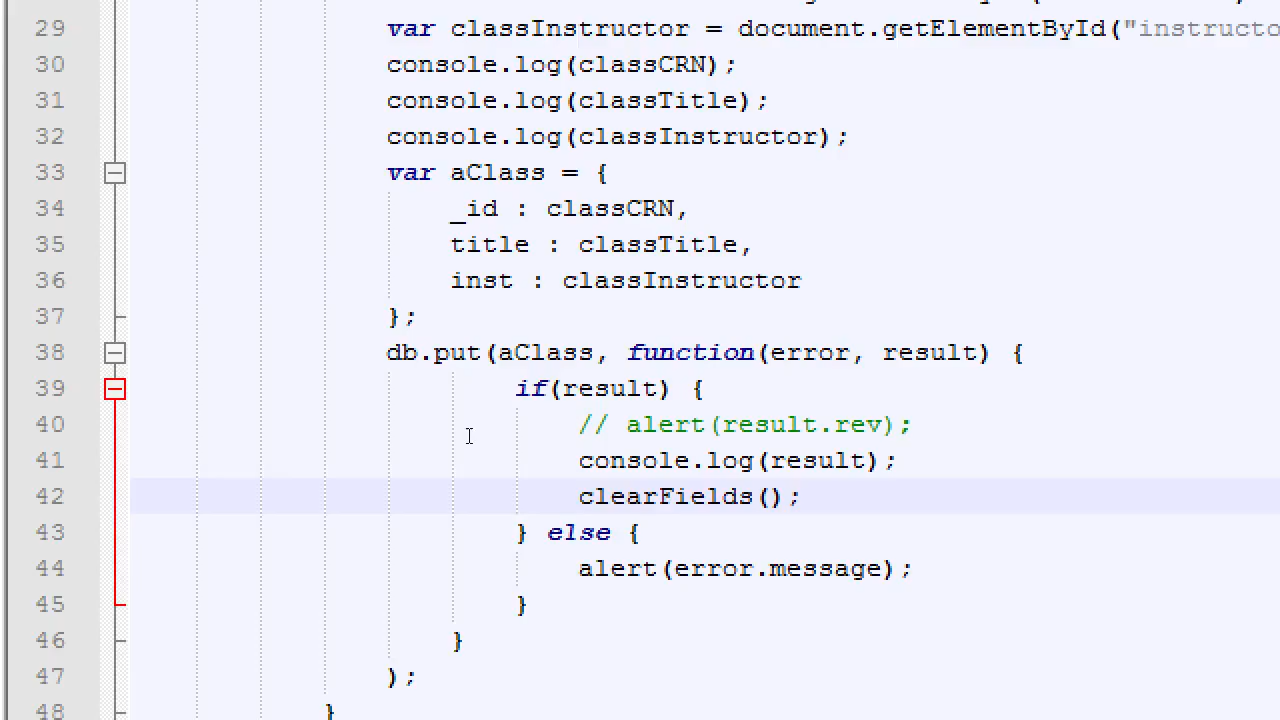 29 var classInstructor = document.getElementById("instructo
30 console.log(classCRN);
31 console.log(classTitle);
32 console.log(classInstructor);
33 var aClass = {
34 _id : classCRN,
35 title : classTitle,
36 inst : classInstructor
37 };
38 db.put(aClass, function(error, result) {
39 if(result) {
40 // alert(result.rev);
41 console.log(result);
42 clearFields();
43 } else {
44 alert(error.message);
45 }
46 }
47 );
48 }